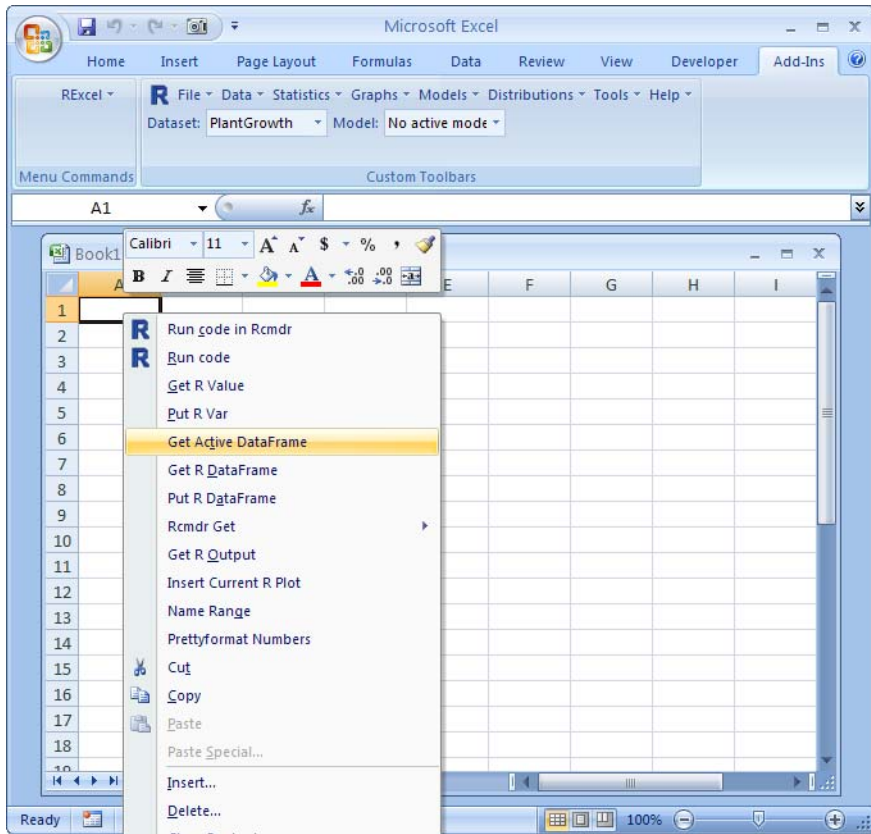 Microsoft Excel
Home Insert Page Layout Formulas Data Review View Developer Add-Ins
RExcel R File Data Statistics Graphs Models Distributions Tools Help
Dataset: PlantGrowth Model: No active mode
Menu Commands Custom Toolbars
A1 fx
Book1
Calibri 11 A A $ % ,
B I A .00 .0
A E F G H I
1
2
3
4
5
6
7
8
9
10
11
12
13
14
15
16
17
18
R Run code in Rcmdr
R Run code
Get R Value
Put R Var
Get Active DataFrame
Get R DataFrame
Put R DataFrame
Rcmdr Get
Get R Output
Insert Current R Plot
Name Range
Prettyformat Numbers
Cut
Copy
Paste
Paste Special...
Insert...
Delete...
Ready 100%